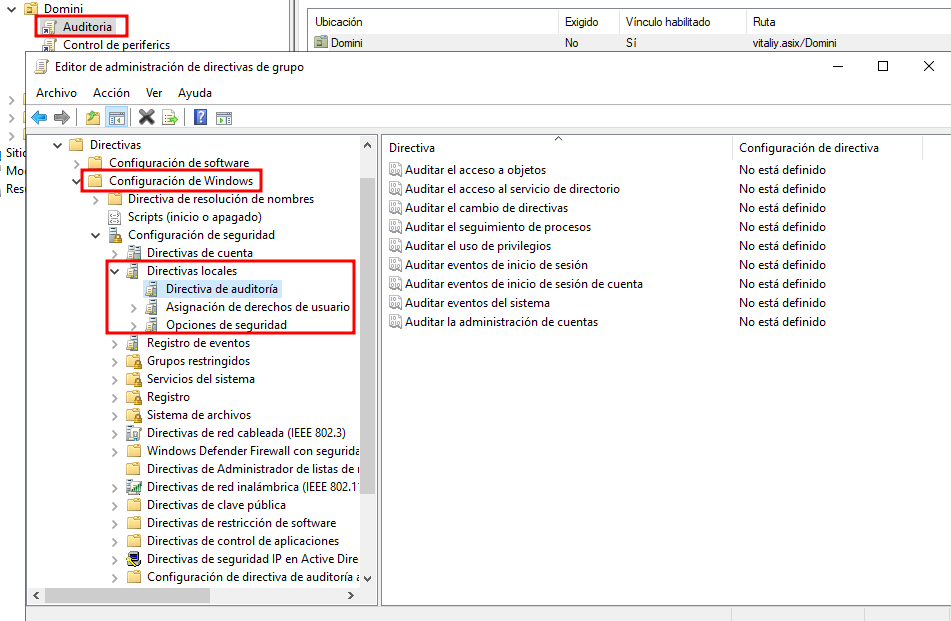 Domini
Auditoria
Control de periferics
Ubicación Exigido Vínculo habilitado Ruta
Domini No Sí vitaliy.asix/Domini
Editor de administración de directivas de grupo
Archivo Acción Ver Ayuda
Directivas
Configuración de software
Configuración de Windows
Directiva de resolución de nombres
Scripts (inicio o apagado)
Configuración de seguridad
Directivas de cuenta
Directivas locales
Directiva de auditoría
Asignación de derechos de usuario
Opciones de seguridad
Registro de eventos
Grupos restringidos
Servicios del sistema
Registro
Sistema de archivos
Directivas de red cableada (IEEE 802.3)
Windows Defender Firewall con segurida
Directivas de Administrador de listas de
Directivas de red inalámbrica (IEEE 802.1
Directivas de clave pública
Directivas de restricción de software
Directivas de control de aplicaciones
Directivas de seguridad IP en Active Dire
Configuración de directiva de auditoría a
Directiva Configuración de directiva
Auditar el acceso a objetos No está definido
Auditar el acceso al servicio de directorio No está definido
Auditar el cambio de directivas No está definido
Auditar el seguimiento de procesos No está definido
Auditar el uso de privilegios No está definido
Auditar eventos de inicio de sesión No está definido
Auditar eventos de inicio de sesión de cuenta No está definido
Auditar eventos del sistema No está definido
Auditar la administración de cuentas No está definido